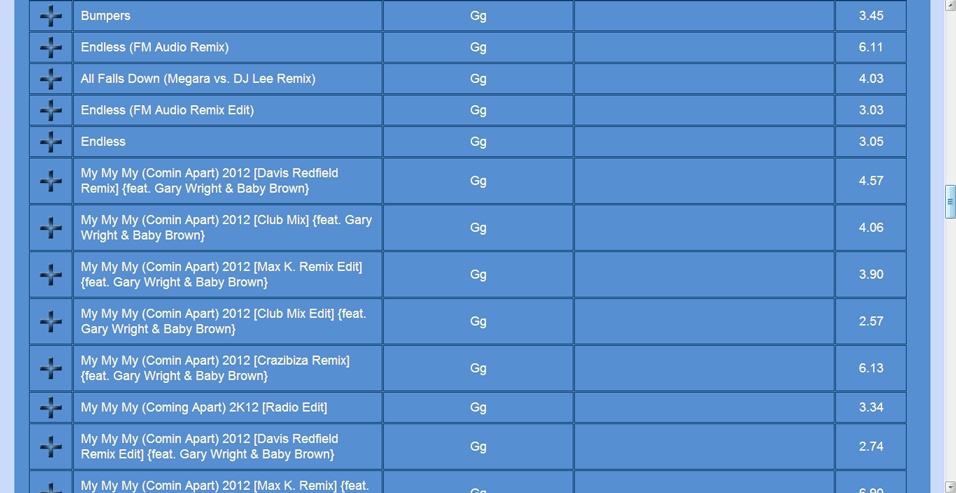 Bumpers Gg 3.45
Endless (FM Audio Remix) Gg 6.11
All Falls Down (Megara vs. DJ Lee Remix) Gg 4.03
Endless (FM Audio Remix Edit) Gg 3.03
Endless Gg 3.05
My My My (Comin Apart) 2012 [Davis Redfield
Remix] {feat. Gary Wright & Baby Brown} Gg 4.57
My My My (Comin Apart) 2012 [Club Mix] {feat. Gary
Wright & Baby Brown} Gg 4.06
My My My (Comin Apart) 2012 [Max K. Remix Edit]
{feat. Gary Wright & Baby Brown} Gg 3.90
My My My (Comin Apart) 2012 [Club Mix Edit] {feat.
Gary Wright & Baby Brown} Gg 2.57
My My My (Comin Apart) 2012 [Crazibiza Remix]
{feat. Gary Wright & Baby Brown} Gg 6.13
My My My (Coming Apart) 2K12 [Radio Edit] Gg 3.34
My My My (Comin Apart) 2012 [Davis Redfield
Remix Edit] {feat. Gary Wright & Baby Brown} Gg 2.74
My My My (Comin Apart) 2012 [Max K. Remix] {feat.
Gg 6.90